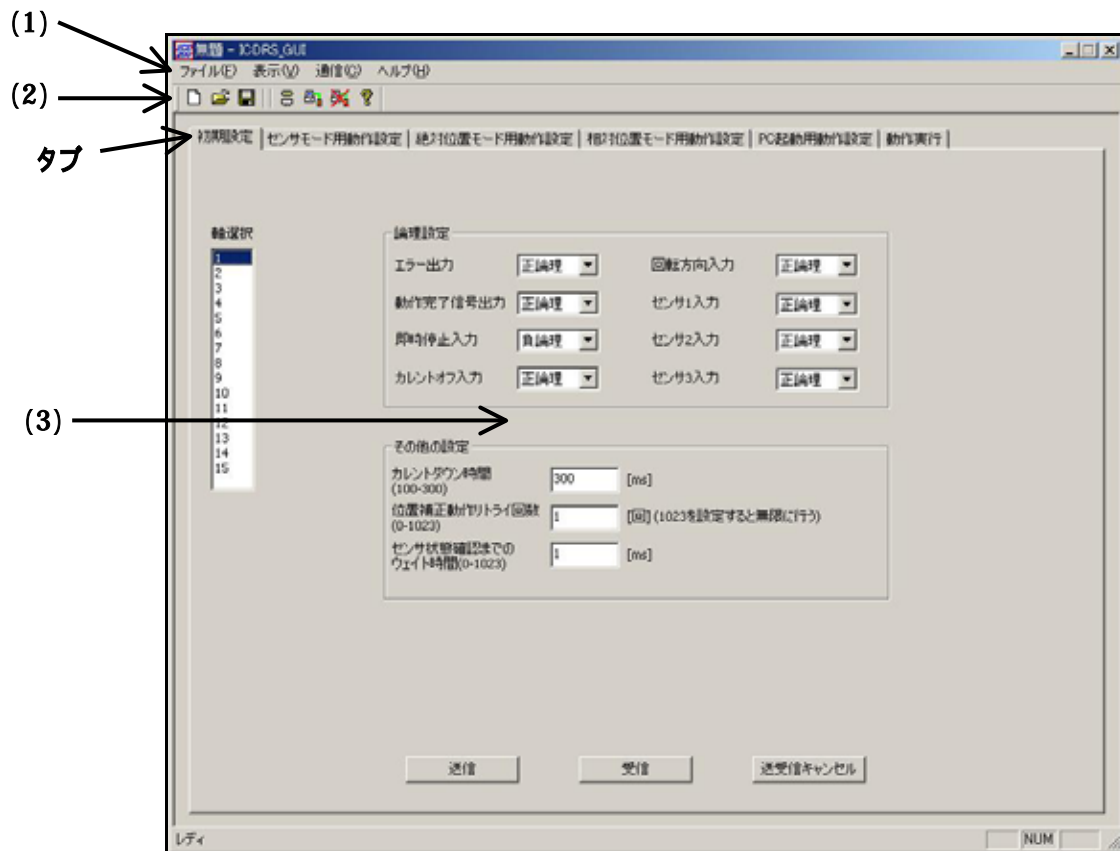 (1)
無題 - ICDRS_GUI
ファイル(F) 表示(V) 通信(C) ヘルプ(H)
(2)
タブ
初期設定 センサモード用動作設定 絶対位置モード用動作設定 相対位置モード用動作設定 PC起動用動作設定 動作実行
軸選択
1
2
3
4
5
6
7
8
9
10
11
12
13
14
15
論理設定
エラー出力 正論理 回転方向入力 正論理
動作完了信号出力 正論理 センサ1入力 正論理
即時停止入力 負論理 センサ2入力 正論理
カレントオフ入力 正論理 センサ3入力 正論理
(3)
その他の設定
カレントダウン時間
(100-300) 300 [ms]
位置補正動作リトライ回数
(0-1023) 1 [回] (1023を設定すると無限に行う)
センサ状態確認までの
ウェイト時間(0-1023) 1 [ms]
送信 受信 送受信キャンセル
レディ NUM